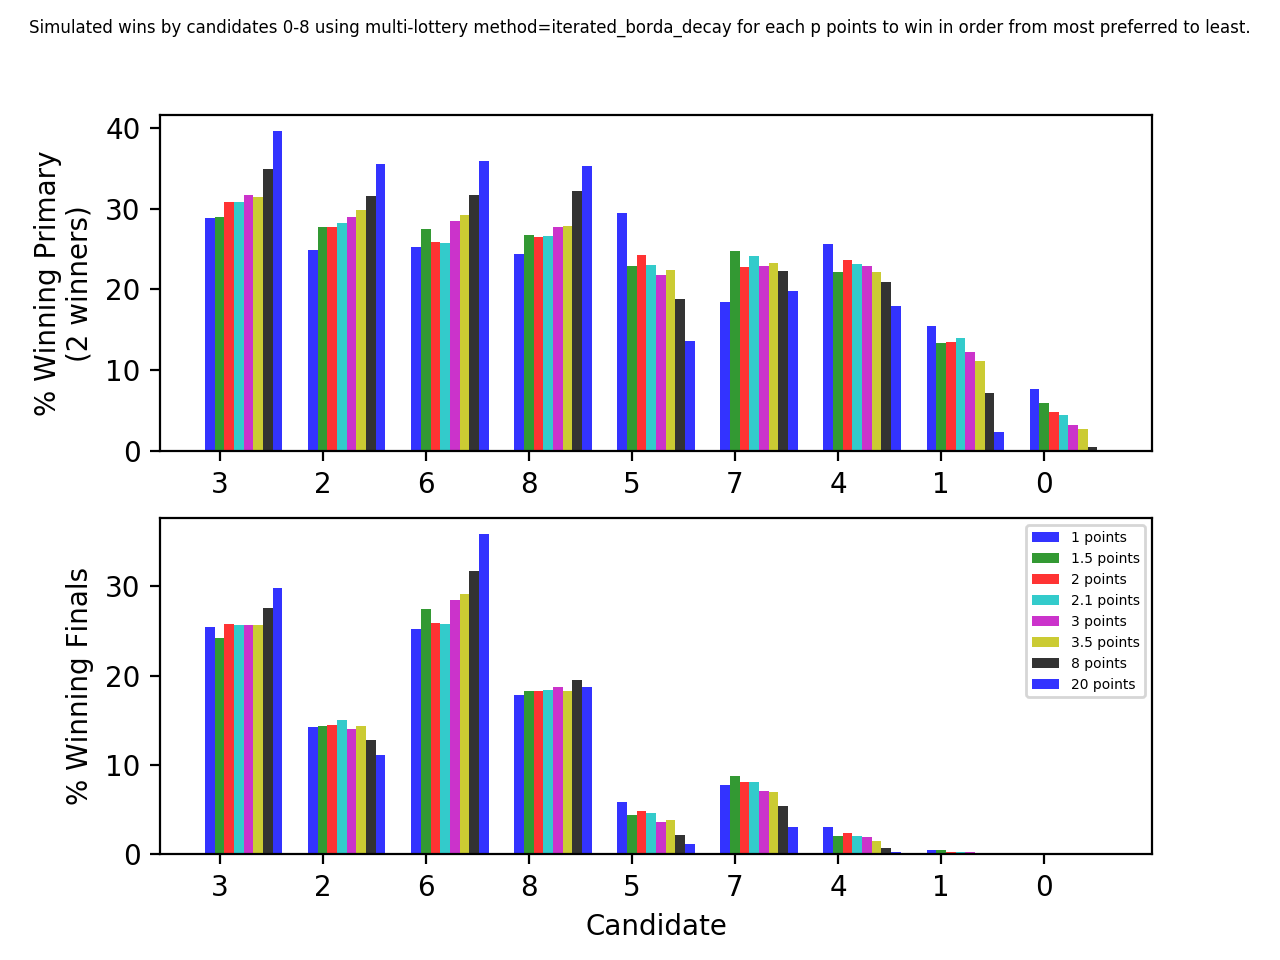 Simulated wins by candidates 0-8 using multi-lottery method=iterated_borda_decay for each p points to win in order from most preferred to least.
% Winning Primary
(2 winners)
40
30
20
10
0
3 2 6 8 5 7 4 1 0
% Winning Finals
30
20
10
0
1 points
1.5 points
2 points
2.1 points
3 points
3.5 points
8 points
20 points
3 2 6 8 5 7 4 1 0
Candidate